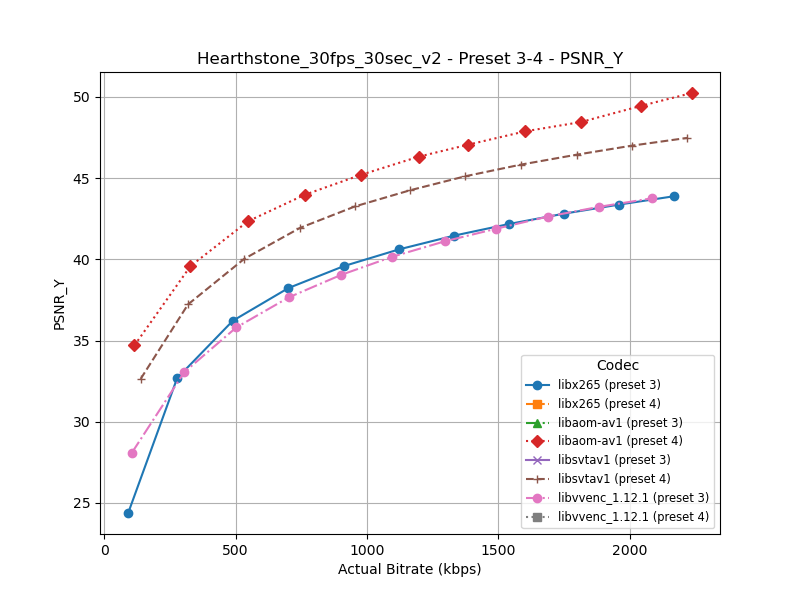 Hearthstone_30fps_30sec_v2 - Preset 3-4 - PSNR_Y
50
45
40
35
30
25
PSNR_Y
0 500 1000 1500 2000
Actual Bitrate (kbps)
Codec
libx265 (preset 3)
libx265 (preset 4)
libaom-av1 (preset 3)
libaom-av1 (preset 4)
libsvtav1 (preset 3)
libsvtav1 (preset 4)
libvvenc_1.12.1 (preset 3)
libvvenc_1.12.1 (preset 4)